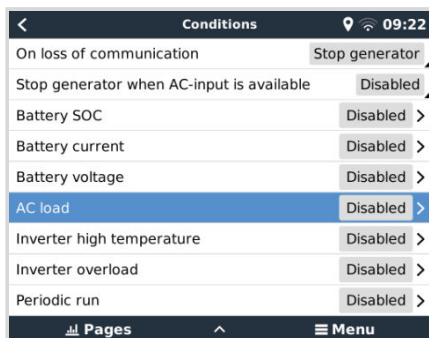 Conditions 09:22
On loss of communication Stop generator
Stop generator when AC-input is available Disabled
Battery SOC Disabled
Battery current Disabled
Battery voltage Disabled
AC load Disabled
Inverter high temperature Disabled
Inverter overload Disabled
Periodic run Disabled
Pages Menu